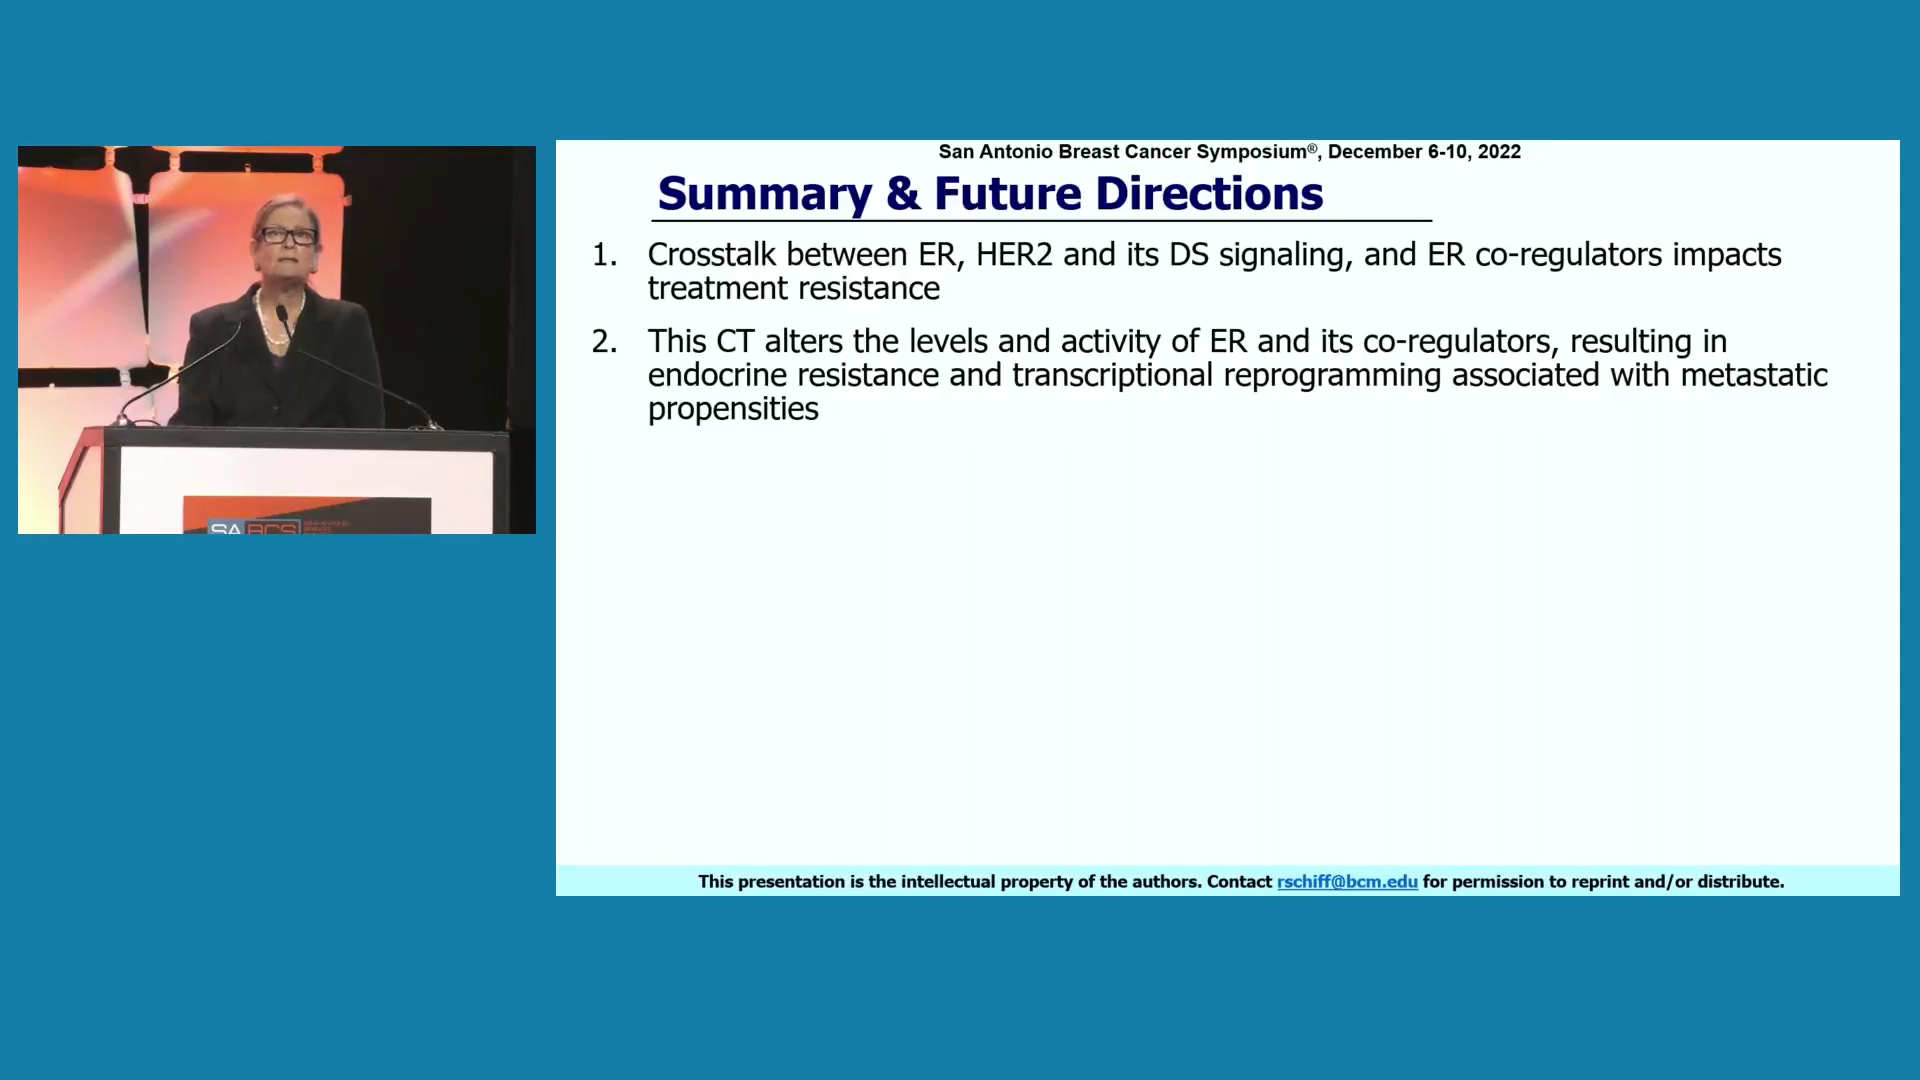 San Antonio Breast Cancer Symposium®, December 6-10, 2022
Summary & Future Directions
1. Crosstalk between ER, HER2 and its DS signaling, and ER co-regulators impacts
treatment resistance
2. This CT alters the levels and activity of ER and its co-regulators, resulting in
endocrine resistance and transcriptional reprogramming associated with metastatic
propensities
SA BCS
This presentation is the intellectual property of the authors. Contact rschiff@bcm.edu for permission to reprint and/or distribute.